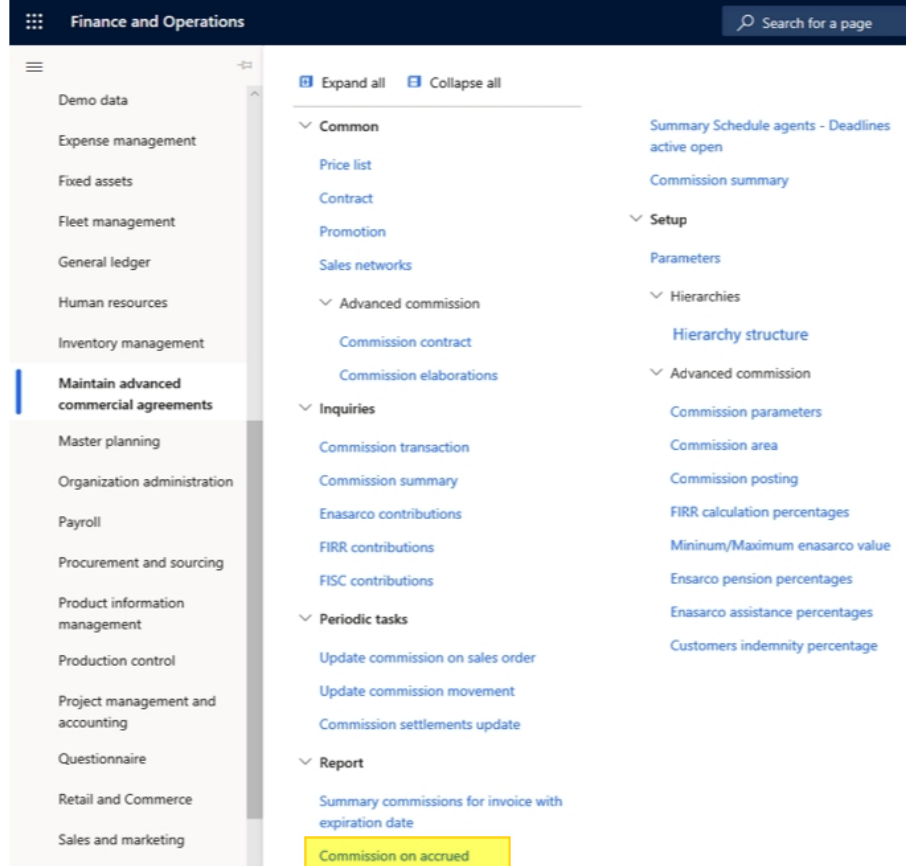 Finance and Operations
Search for a page
Demo data
Expense management
Fixed assets
Fleet management
General ledger
Human resources
Inventory management
Maintain advanced
commercial agreements
Master planning
Organization administration
Payroll
Procurement and sourcing
Product information
management
Production control
Project management and
accounting
Questionnaire
Retail and Commerce
Sales and marketing
Expand all
Collapse all
Common
Price list
Contract
Promotion
Sales networks
Advanced commission
Commission contract
Commission elaborations
Inquiries
Commission transaction
Commission summary
Enasarco contributions
FIRR contributions
FISC contributions
Periodic tasks
Update commission on sales order
Update commission movement
Commission settlements update
Report
Summary commissions for invoice with
expiration date
Commission on accrued
Summary Schedule agents - Deadlines
active open
Commission summary
Setup
Parameters
Hierarchies
Hierarchy structure
Advanced commission
Commission parameters
Commission area
Commission posting
FIRR calculation percentages
Mininum/Maximum enasarco value
Ensarco pension percentages
Enasarco assistance percentages
Customers indemnity percentage